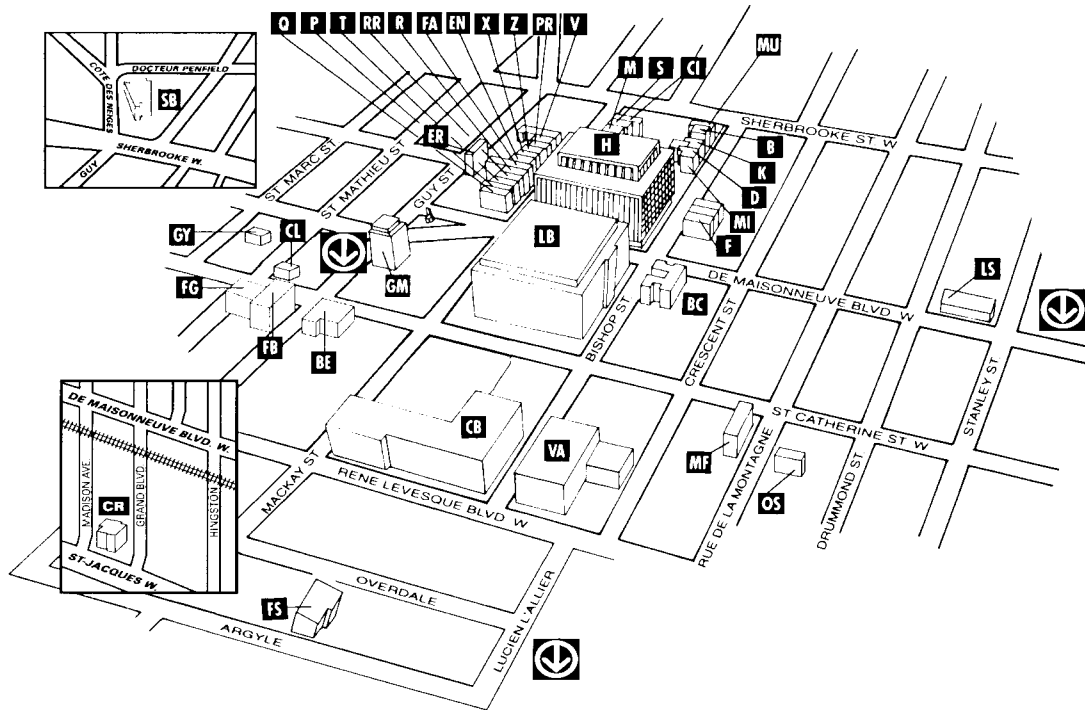 Q P T RR R FA EN X Z PR V
MU
M S CI
DOCTEUR PENFIELD
COTE DES NEIGES
SB
SHERBROOKE W.
GUY
SHERBROOKE ST. W
ER
H
B
K
D
MI
F
ST. MARC ST
ST MATHIEU ST
GUY ST
GY
CL
LB
GM
FG
FB
BE
BC
DE MAISONNEUVE BLVD W
LS
BISHOP ST
CRESCENT ST
STANLEY ST.
DE MAISONNEUVE BLVD. W.
MADISON AVE
GRAND BLVD.
HINGSTON
CR
ST-JACQUES W.
CB
VA
MF
OS
ST CATHERINE ST W
MACKAY ST
RENE LEVESQUE BLVD W
RUE DE LA MONTAGNE
DRUMMOND ST
OVERDALE
FS
ARGYLE
LUCIEN L'ALLIER